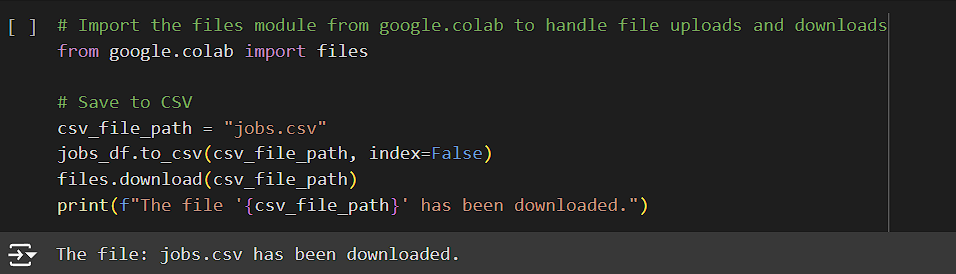 [ ] # Import the files module from google.colab to handle file uploads and downloads
from google.colab import files
# Save to CSV
csv_file_path = "jobs.csv"
jobs_df.to_csv(csv_file_path, index=False)
files.download(csv_file_path)
print(f"The file '{csv_file_path}' has been downloaded.")
The file: jobs.csv has been downloaded.